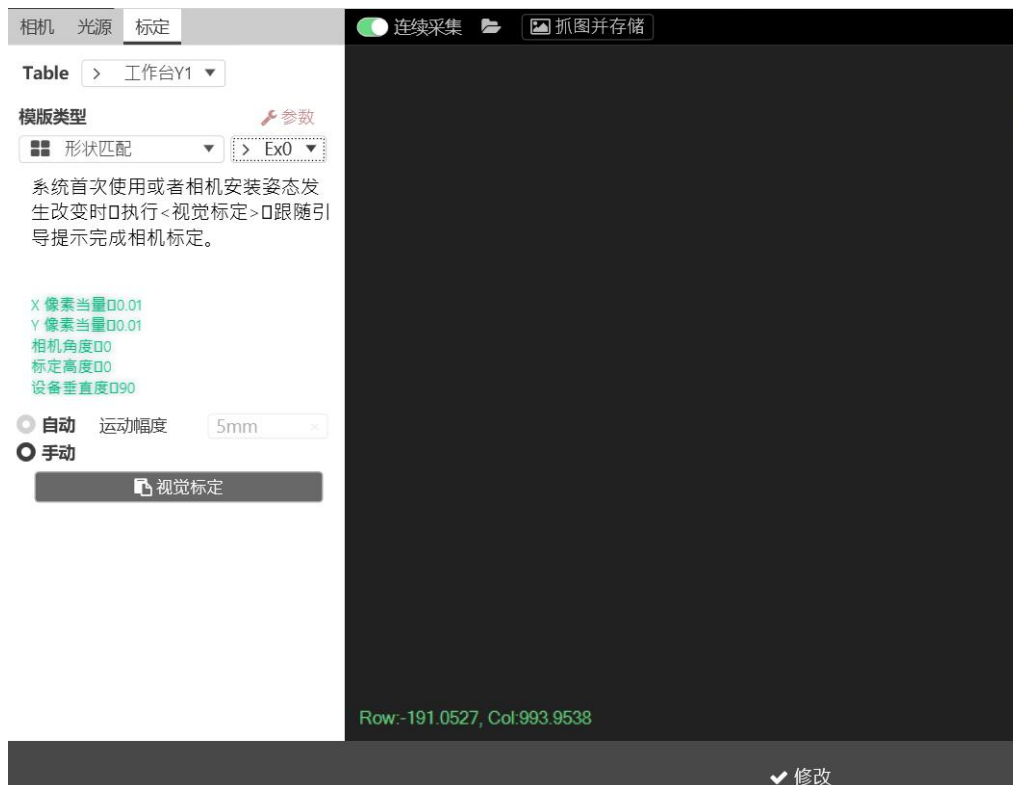 相机 光源 标定
连续采集 抓图并存储
Table > 工作台Y1
模版类型 参数
形状匹配 > Ex0
系统首次使用或者相机安装姿态发
生改变时▯执行<视觉标定>▯跟随引
导提示完成相机标定。
X 像素当量▯0.01
Y 像素当量▯0.01
相机角度▯0
标定高度▯0
设备垂直度▯90
自动 运动幅度 5mm ×
手动
视觉标定
Row:-191.0527, Col:993.9538
修改